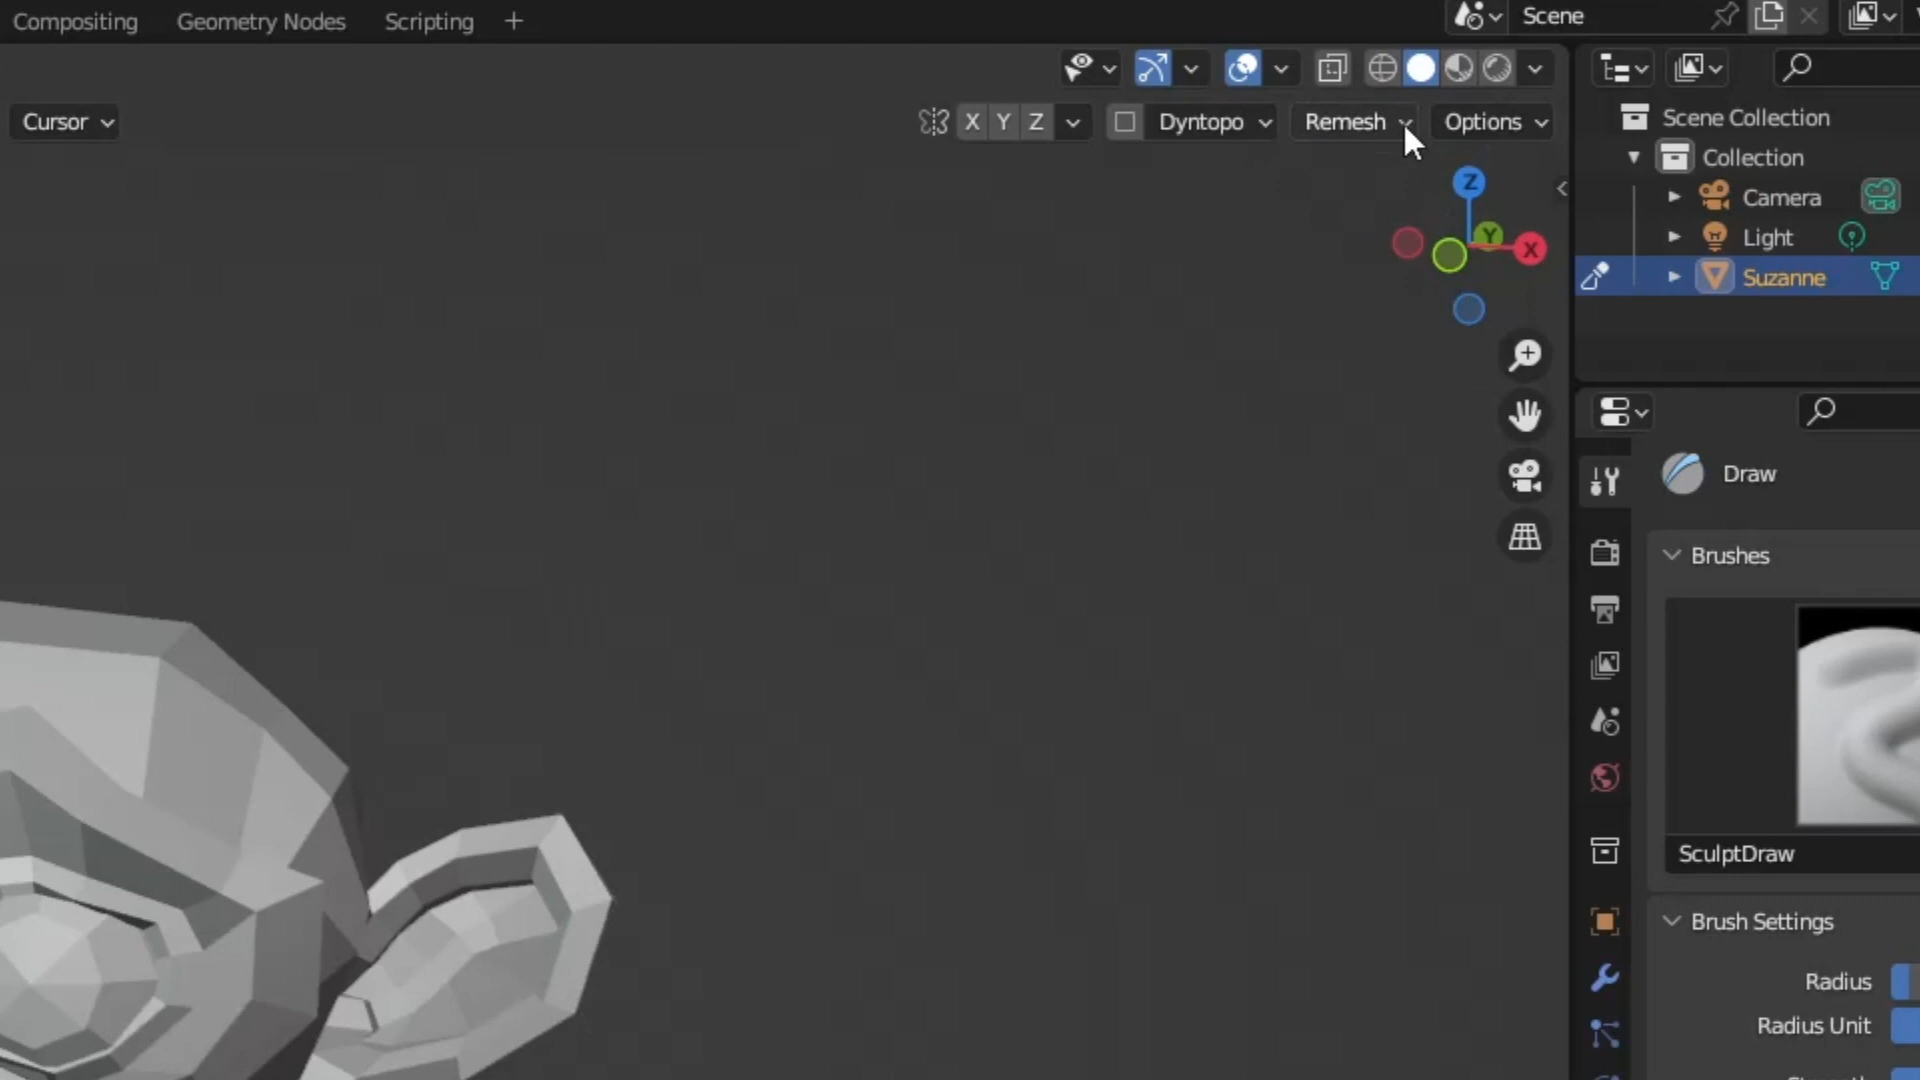 Compositing Geometry Nodes Scripting +
Scene
Cursor
X Y Z
Dyntopo
Remesh
Options
Z
Y
X
Scene Collection
Collection
Camera
Light
Suzanne
Draw
Brushes
SculptDraw
Brush Settings
Radius
Radius Unit